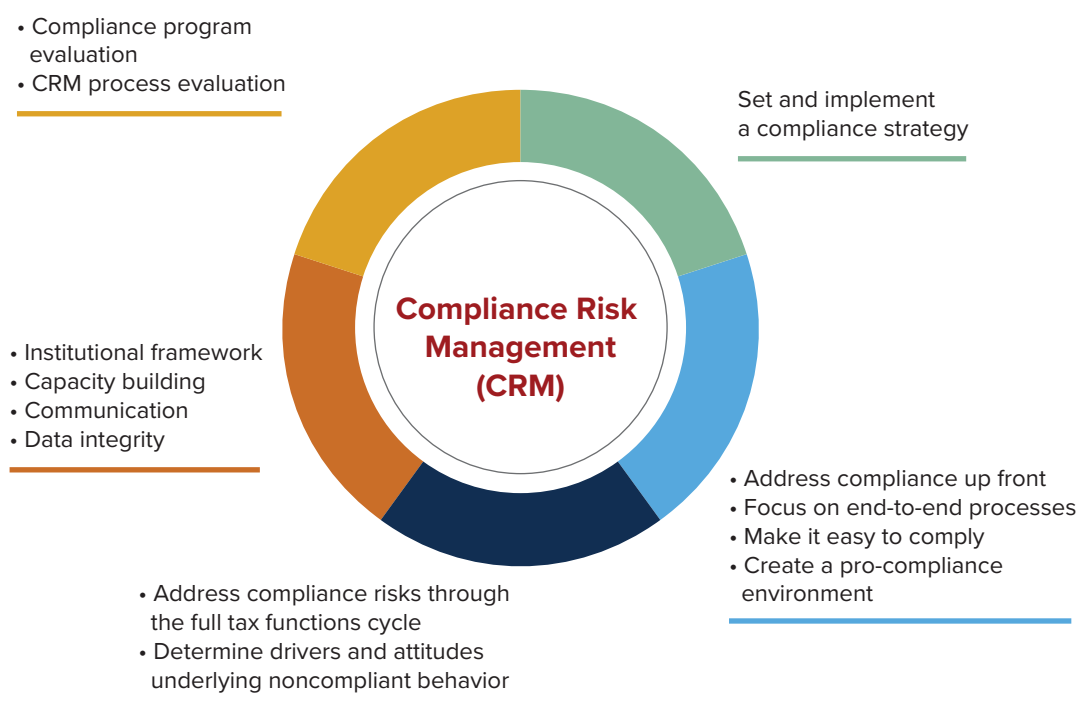 • Compliance program
evaluation
• CRM process evaluation
Set and implement
a compliance strategy
Compliance Risk
Management
(CRM)
• Institutional framework
• Capacity building
• Communication
• Data integrity
• Address compliance up front
• Focus on end-to-end processes
• Make it easy to comply
• Create a pro-compliance
environment
• Address compliance risks through
the full tax functions cycle
• Determine drivers and attitudes
underlying noncompliant behavior